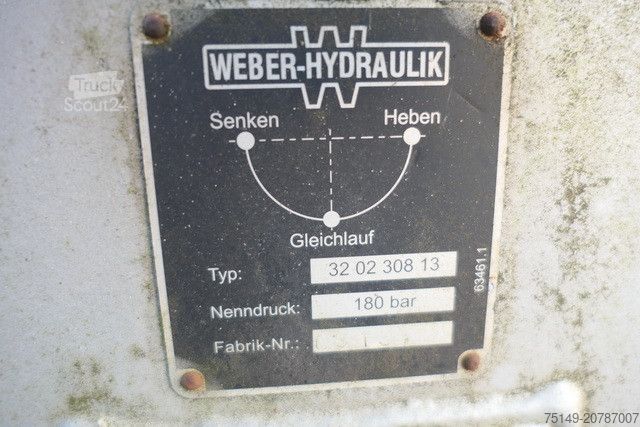 WEBER-HYDRAULIK
Truck
Scout24
Senken Heben
Gleichlauf
Typ: 32 02 308 13
Nenndruck: 180 bar
Fabrik-Nr.:
63461.1
75149-20787007